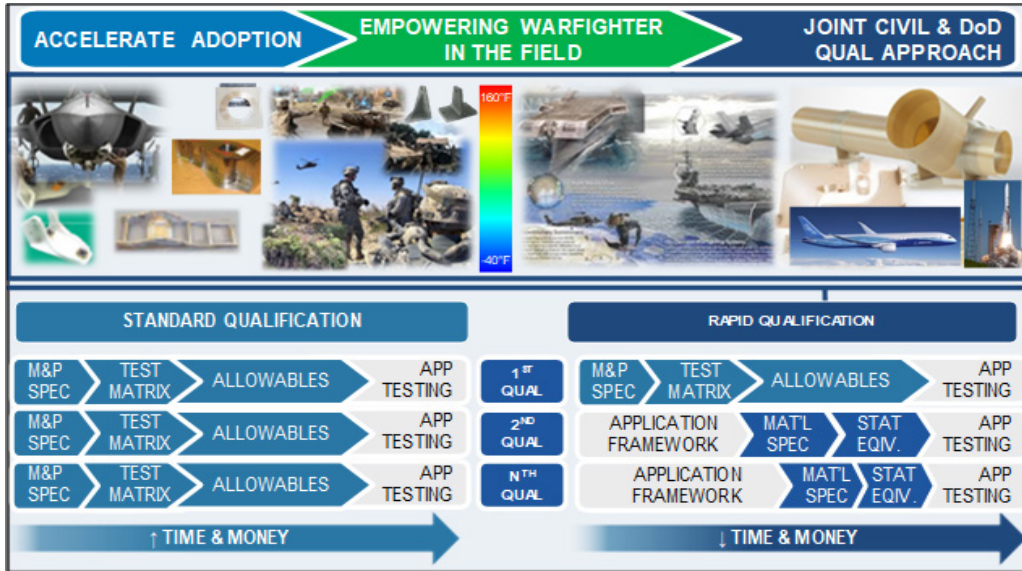 ACCELERATE ADOPTION
EMPOWERING WARFIGHTER
IN THE FIELD
JOINT CIVIL & DoD
QUAL APPROACH
160°F
-40°F
STANDARD QUALIFICATION
RAPID QUALIFICATION
M&P
SPEC
TEST
MATRIX
ALLOWABLES
APP
TESTING
1ST
QUAL
M&P
SPEC
TEST
MATRIX
ALLOWABLES
APP
TESTING
M&P
SPEC
TEST
MATRIX
ALLOWABLES
APP
TESTING
2ND
QUAL
APPLICATION
FRAMEWORK
MAT'L
SPEC
STAT
EQIV.
APP
TESTING
M&P
SPEC
TEST
MATRIX
ALLOWABLES
APP
TESTING
NTH
QUAL
APPLICATION
FRAMEWORK
MAT'L
SPEC
STAT
EQIV.
APP
TESTING
↑ TIME & MONEY
↓ TIME & MONEY